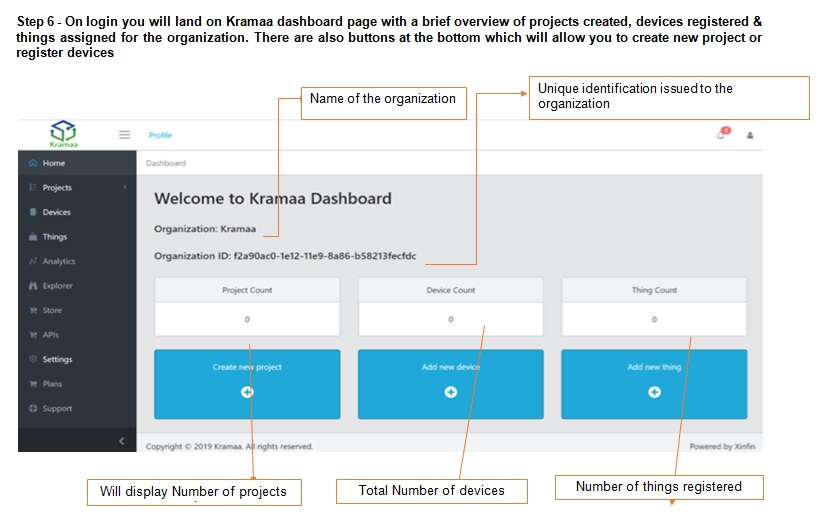 Step 6 - On login you will land on Kramaa dashboard page with a brief overview of projects created, devices registered &
things assigned for the organization. There are also buttons at the bottom which will allow you to create new project or
register devices
Name of the organization
Unique identification issued to the
organization
Kramaa
Profile
Home
Dashboard
Projects
Welcome to Kramaa Dashboard
Devices
Organization: Kramaa
Things
Organization ID: f2a90ac0-1e12-11e9-8a86-b58213fecfdc
Analytics
Explorer
Project Count
Device Count
Thing Count
Store
0
0
0
APIs
Settings
Create new project
Add new device
Add new thing
Plans
Support
Copyright © 2019 Kramaa. All rights reserved.
Powered by Xinfin
Will display Number of projects
Total Number of devices
Number of things registered